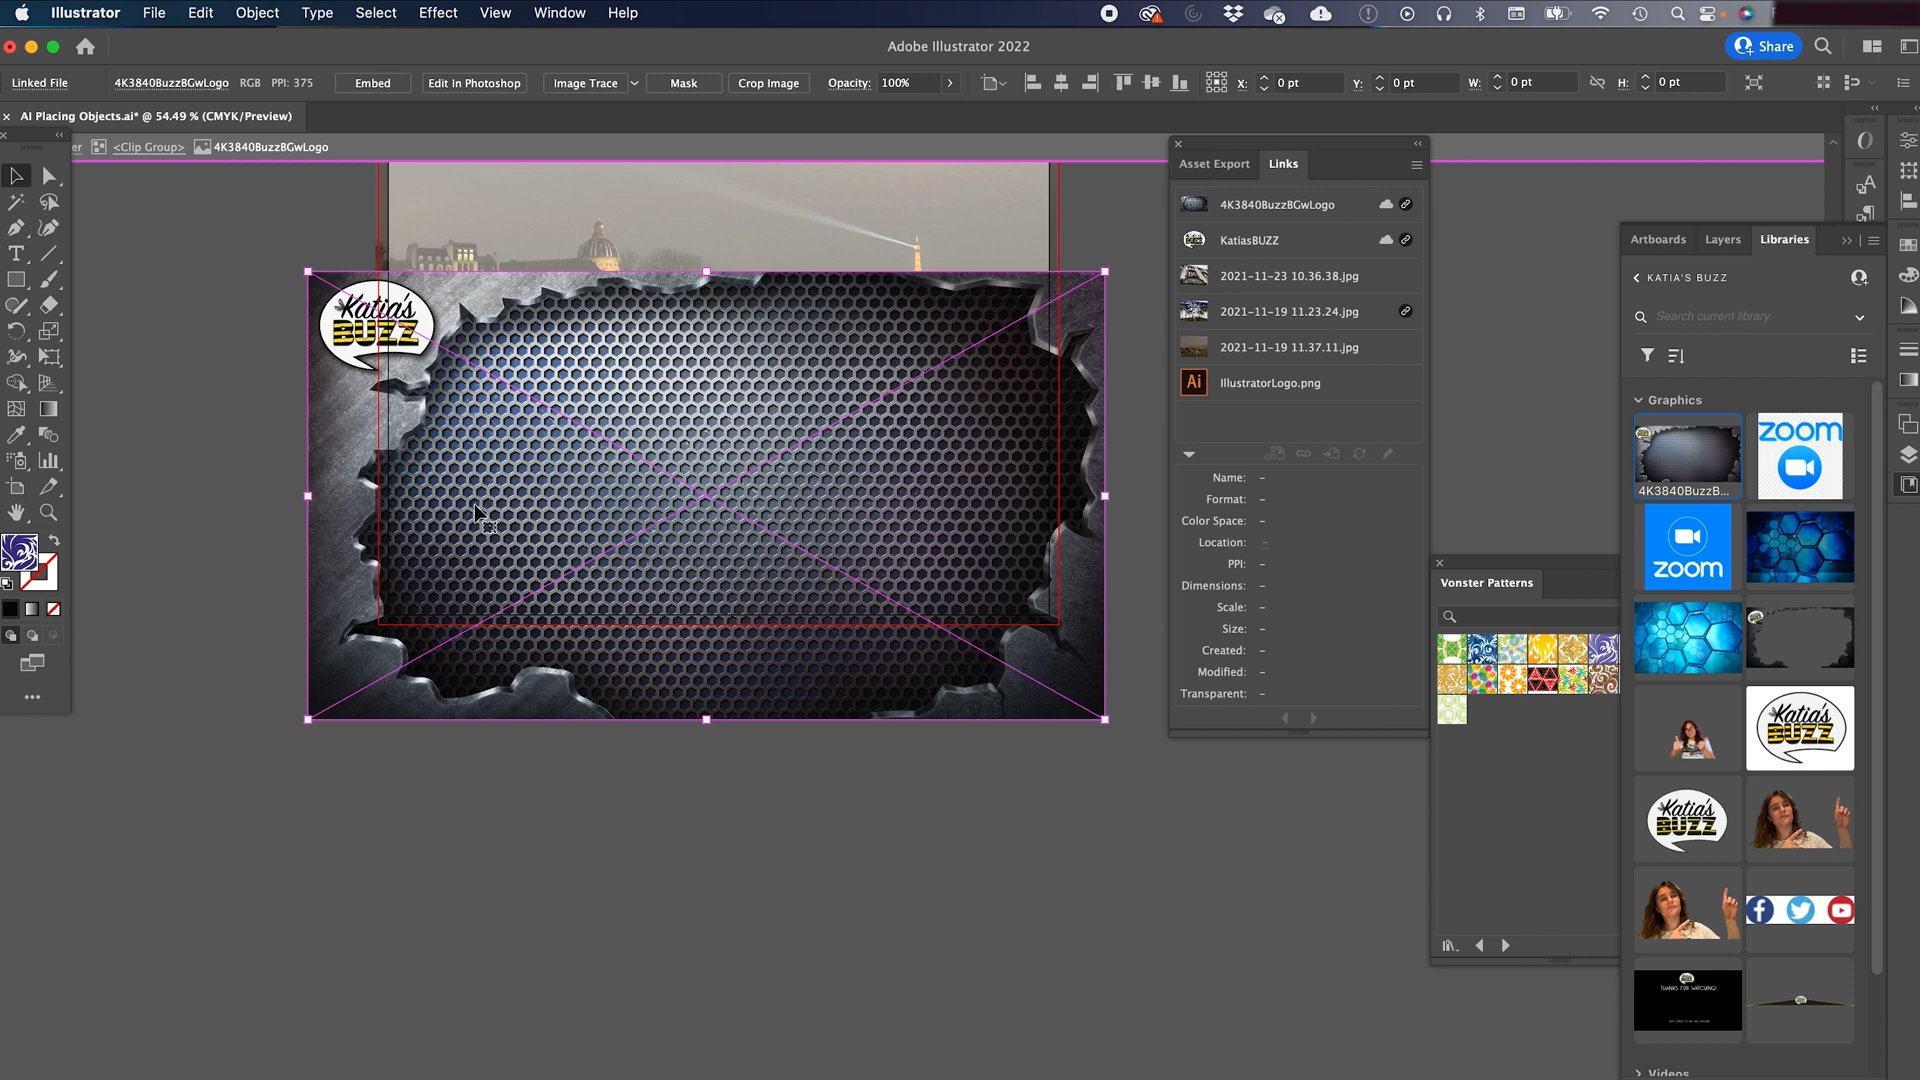 Illustrator File Edit Object Type Select Effect View Window Help
Adobe Illustrator 2022
Share
Linked File 4K3840BuzzBGwLogo RGB PPI: 375 Embed Edit In Photoshop Image Trace Mask Crop Image Opacity: 100% X: 0 pt Y: 0 pt W: 0 pt H: 0 pt
AI Placing Objects.ai* @ 54.49 % (CMYK/Preview)
er <Clip Group> 4K3840BuzzBGwLogo
Katia's
BUZZ
Asset Export Links
4K3840BuzzBGwLogo
KatiasBUZZ
2021-11-23 10.36.38.jpg
2021-11-19 11.23.24.jpg
2021-11-19 11.37.11.jpg
Ai IllustratorLogo.png
Name: –
Format: –
Color Space: –
Location: –
PPI: –
Dimensions: –
Scale: –
Size: –
Created: –
Modified: –
Transparent: –
Vonster Patterns
Artboards Layers Libraries
KATIA'S BUZZ
Search current library
Graphics
4K3840BuzzB...
zoom
zoom
Katia's
BUZZ
Katia's
BUZZ
THANKS FOR WATCHING!
Videos